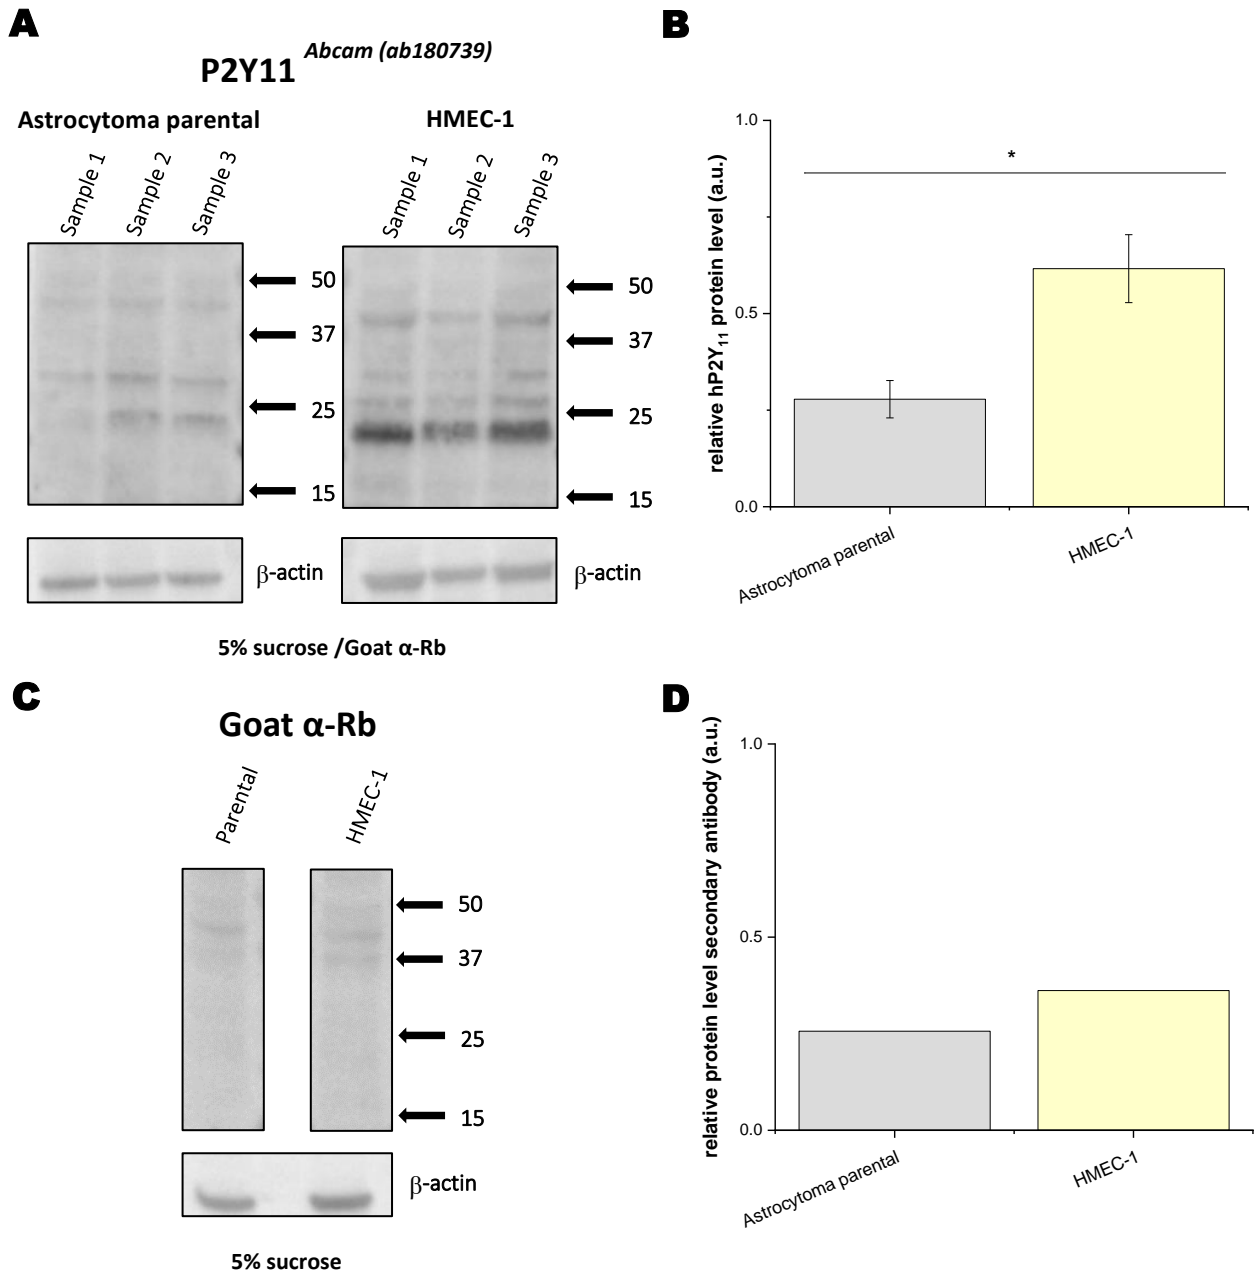 A
P2Y11 Abcam (ab180739)
Astrocytoma parental
HMEC-1
Sample 1
Sample 2
Sample 3
Sample 1
Sample 2
Sample 3
50
37
25
15
50
37
25
15
β-actin
β-actin
5% sucrose /Goat α-Rb
B
relative hP2Y11 protein level (a.u.)
1.0
0.5
0.0
*
Astrocytoma parental
HMEC-1
C
Goat α-Rb
Parental
HMEC-1
50
37
25
15
β-actin
5% sucrose
D
relative protein level secondary antibody (a.u.)
1.0
0.5
0.0
Astrocytoma parental
HMEC-1